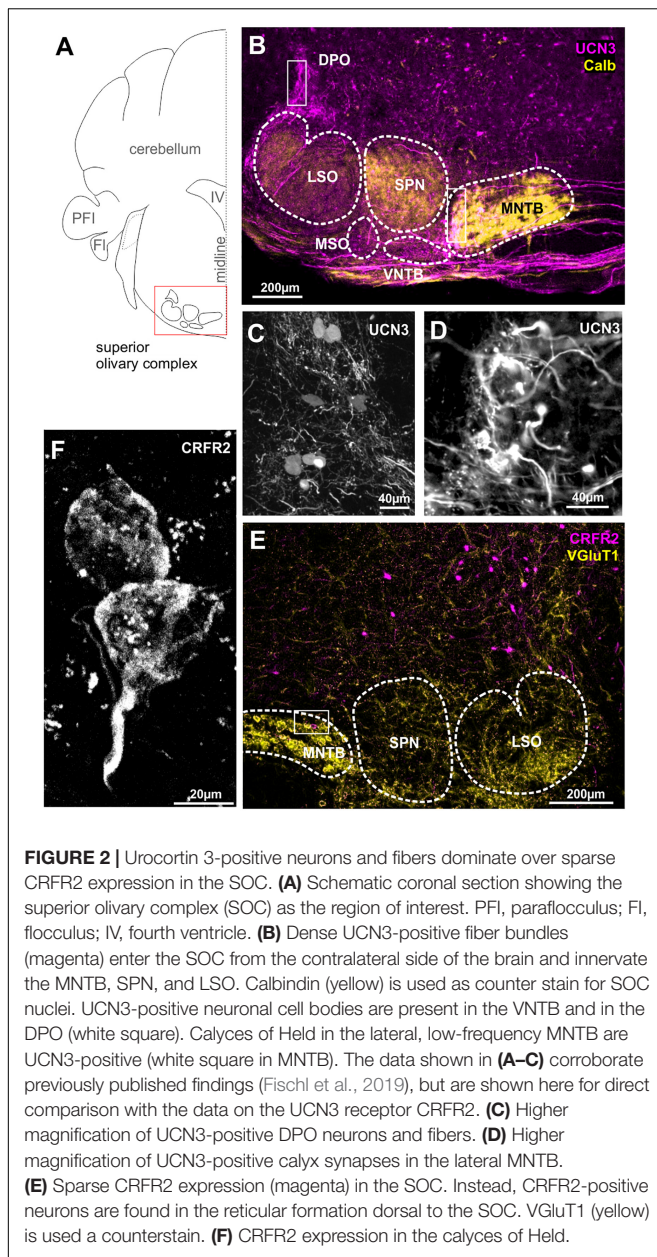 A
cerebellum
PFl
Fl
IV
midline
superior
olivary complex
B
UCN3
Calb
DPO
LSO
SPN
MNTB
MSO
VNTB
200µm
C
UCN3
40µm
D
UCN3
40µm
F
CRFR2
20µm
E
CRFR2
VGluT1
MNTB
SPN
LSO
200µm
FIGURE 2 | Urocortin 3-positive neurons and fibers dominate over sparse
CRFR2 expression in the SOC. (A) Schematic coronal section showing the
superior olivary complex (SOC) as the region of interest. PFl, paraflocculus; Fl,
flocculus; IV, fourth ventricle. (B) Dense UCN3-positive fiber bundles
(magenta) enter the SOC from the contralateral side of the brain and innervate
the MNTB, SPN, and LSO. Calbindin (yellow) is used as counter stain for SOC
nuclei. UCN3-positive neuronal cell bodies are present in the VNTB and in the
DPO (white square). Calyces of Held in the lateral, low-frequency MNTB are
UCN3-positive (white square in MNTB). The data shown in (A–C) corroborate
previously published findings (Fischl et al., 2019), but are shown here for direct
comparison with the data on the UCN3 receptor CRFR2. (C) Higher
magnification of UCN3-positive DPO neurons and fibers. (D) Higher
magnification of UCN3-positive calyx synapses in the lateral MNTB.
(E) Sparse CRFR2 expression (magenta) in the SOC. Instead, CRFR2-positive
neurons are found in the reticular formation dorsal to the SOC. VGluT1 (yellow)
is used a counterstain. (F) CRFR2 expression in the calyces of Held.